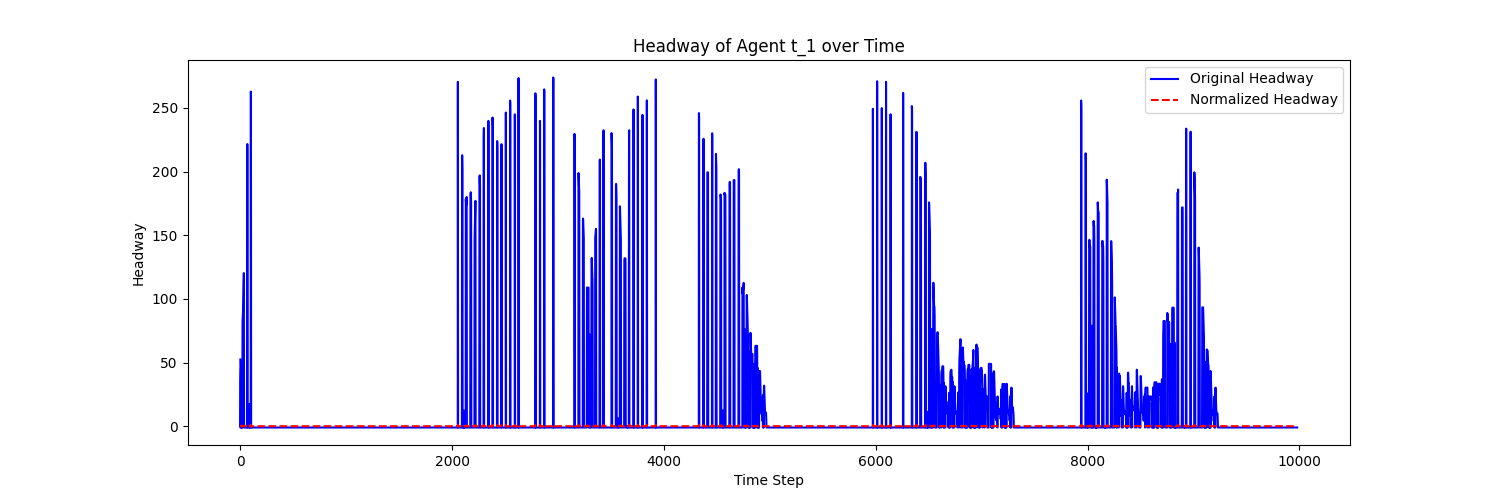 Headway of Agent t_1 over Time
Original Headway
Normalized Headway
Headway
250
200
150
100
50
0
0 2000 4000 6000 8000 10000
Time Step